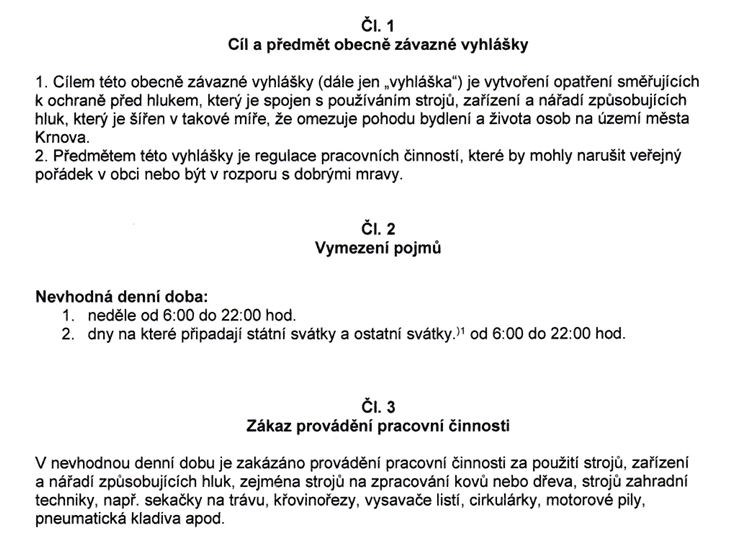 Čl. 1
Cíl a předmět obecně závazné vyhlášky
1. Cílem této obecně závazné vyhlášky (dále jen „vyhláška“) je vytvoření opatření směřujících
k ochraně před hlukem, který je spojen s používáním strojů, zařízení a nářadí způsobujících
hluk, který je šířen v takové míře, že omezuje pohodu bydlení a života osob na území města
Krnova.
2. Předmětem této vyhlášky je regulace pracovních činností, které by mohly narušit veřejný
pořádek v obci nebo být v rozporu s dobrými mravy.
Čl. 2
Vymezení pojmů
Nevhodná denní doba:
1. neděle od 6:00 do 22:00 hod.
2. dny na které připadají státní svátky a ostatní svátky.)¹ od 6:00 do 22:00 hod.
Čl. 3
Zákaz provádění pracovní činnosti
V nevhodnou denní dobu je zakázáno provádění pracovní činnosti za použití strojů, zařízení
a nářadí způsobujících hluk, zejména strojů na zpracování kovů nebo dřeva, strojů zahradní
techniky, např. sekačky na trávu, křovinořezy, vysavače listí, cirkulárky, motorové pily,
pneumatická kladiva apod.